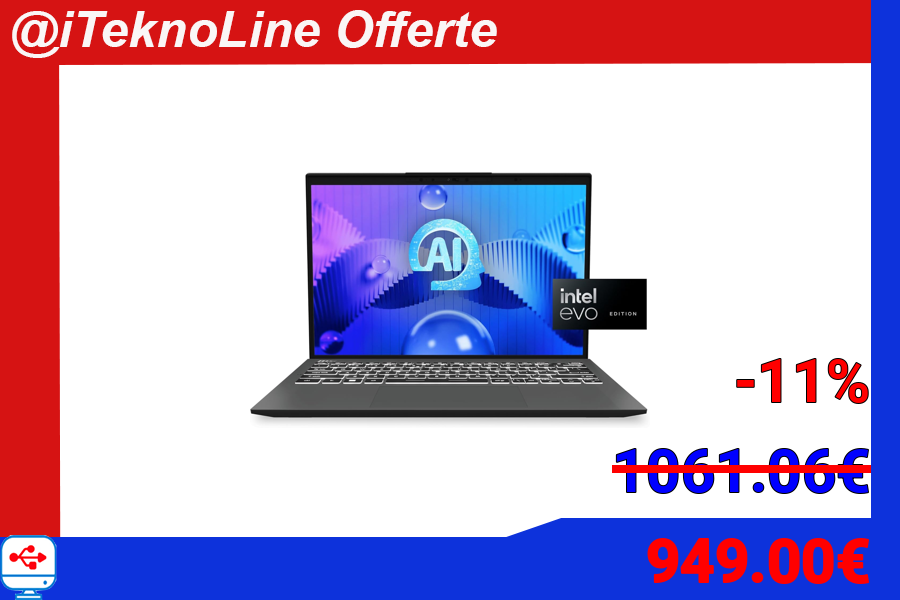 @iTeknoLine Offerte
AI
intel
evo EDITION
-11%
1061.06€
949.00€